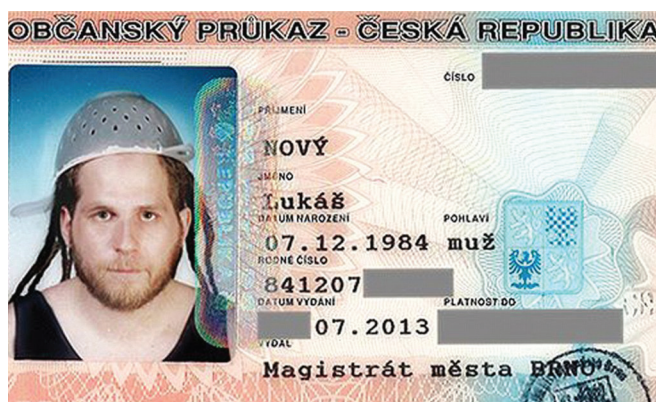 OBČANSKÝ PRŮKAZ - ČESKÁ REPUBLIKA
ČÍSLO
PŘÍJMENÍ
NOVÝ
JMÉNO
Lukáš
DATUM NAROZENÍ POHLAVÍ
07.12.1984 muž
RODNÉ ČÍSLO
841207
DATUM VYDÁNÍ PLATNOST DO
07.2013
VYDAL
Magistrát města BRNO